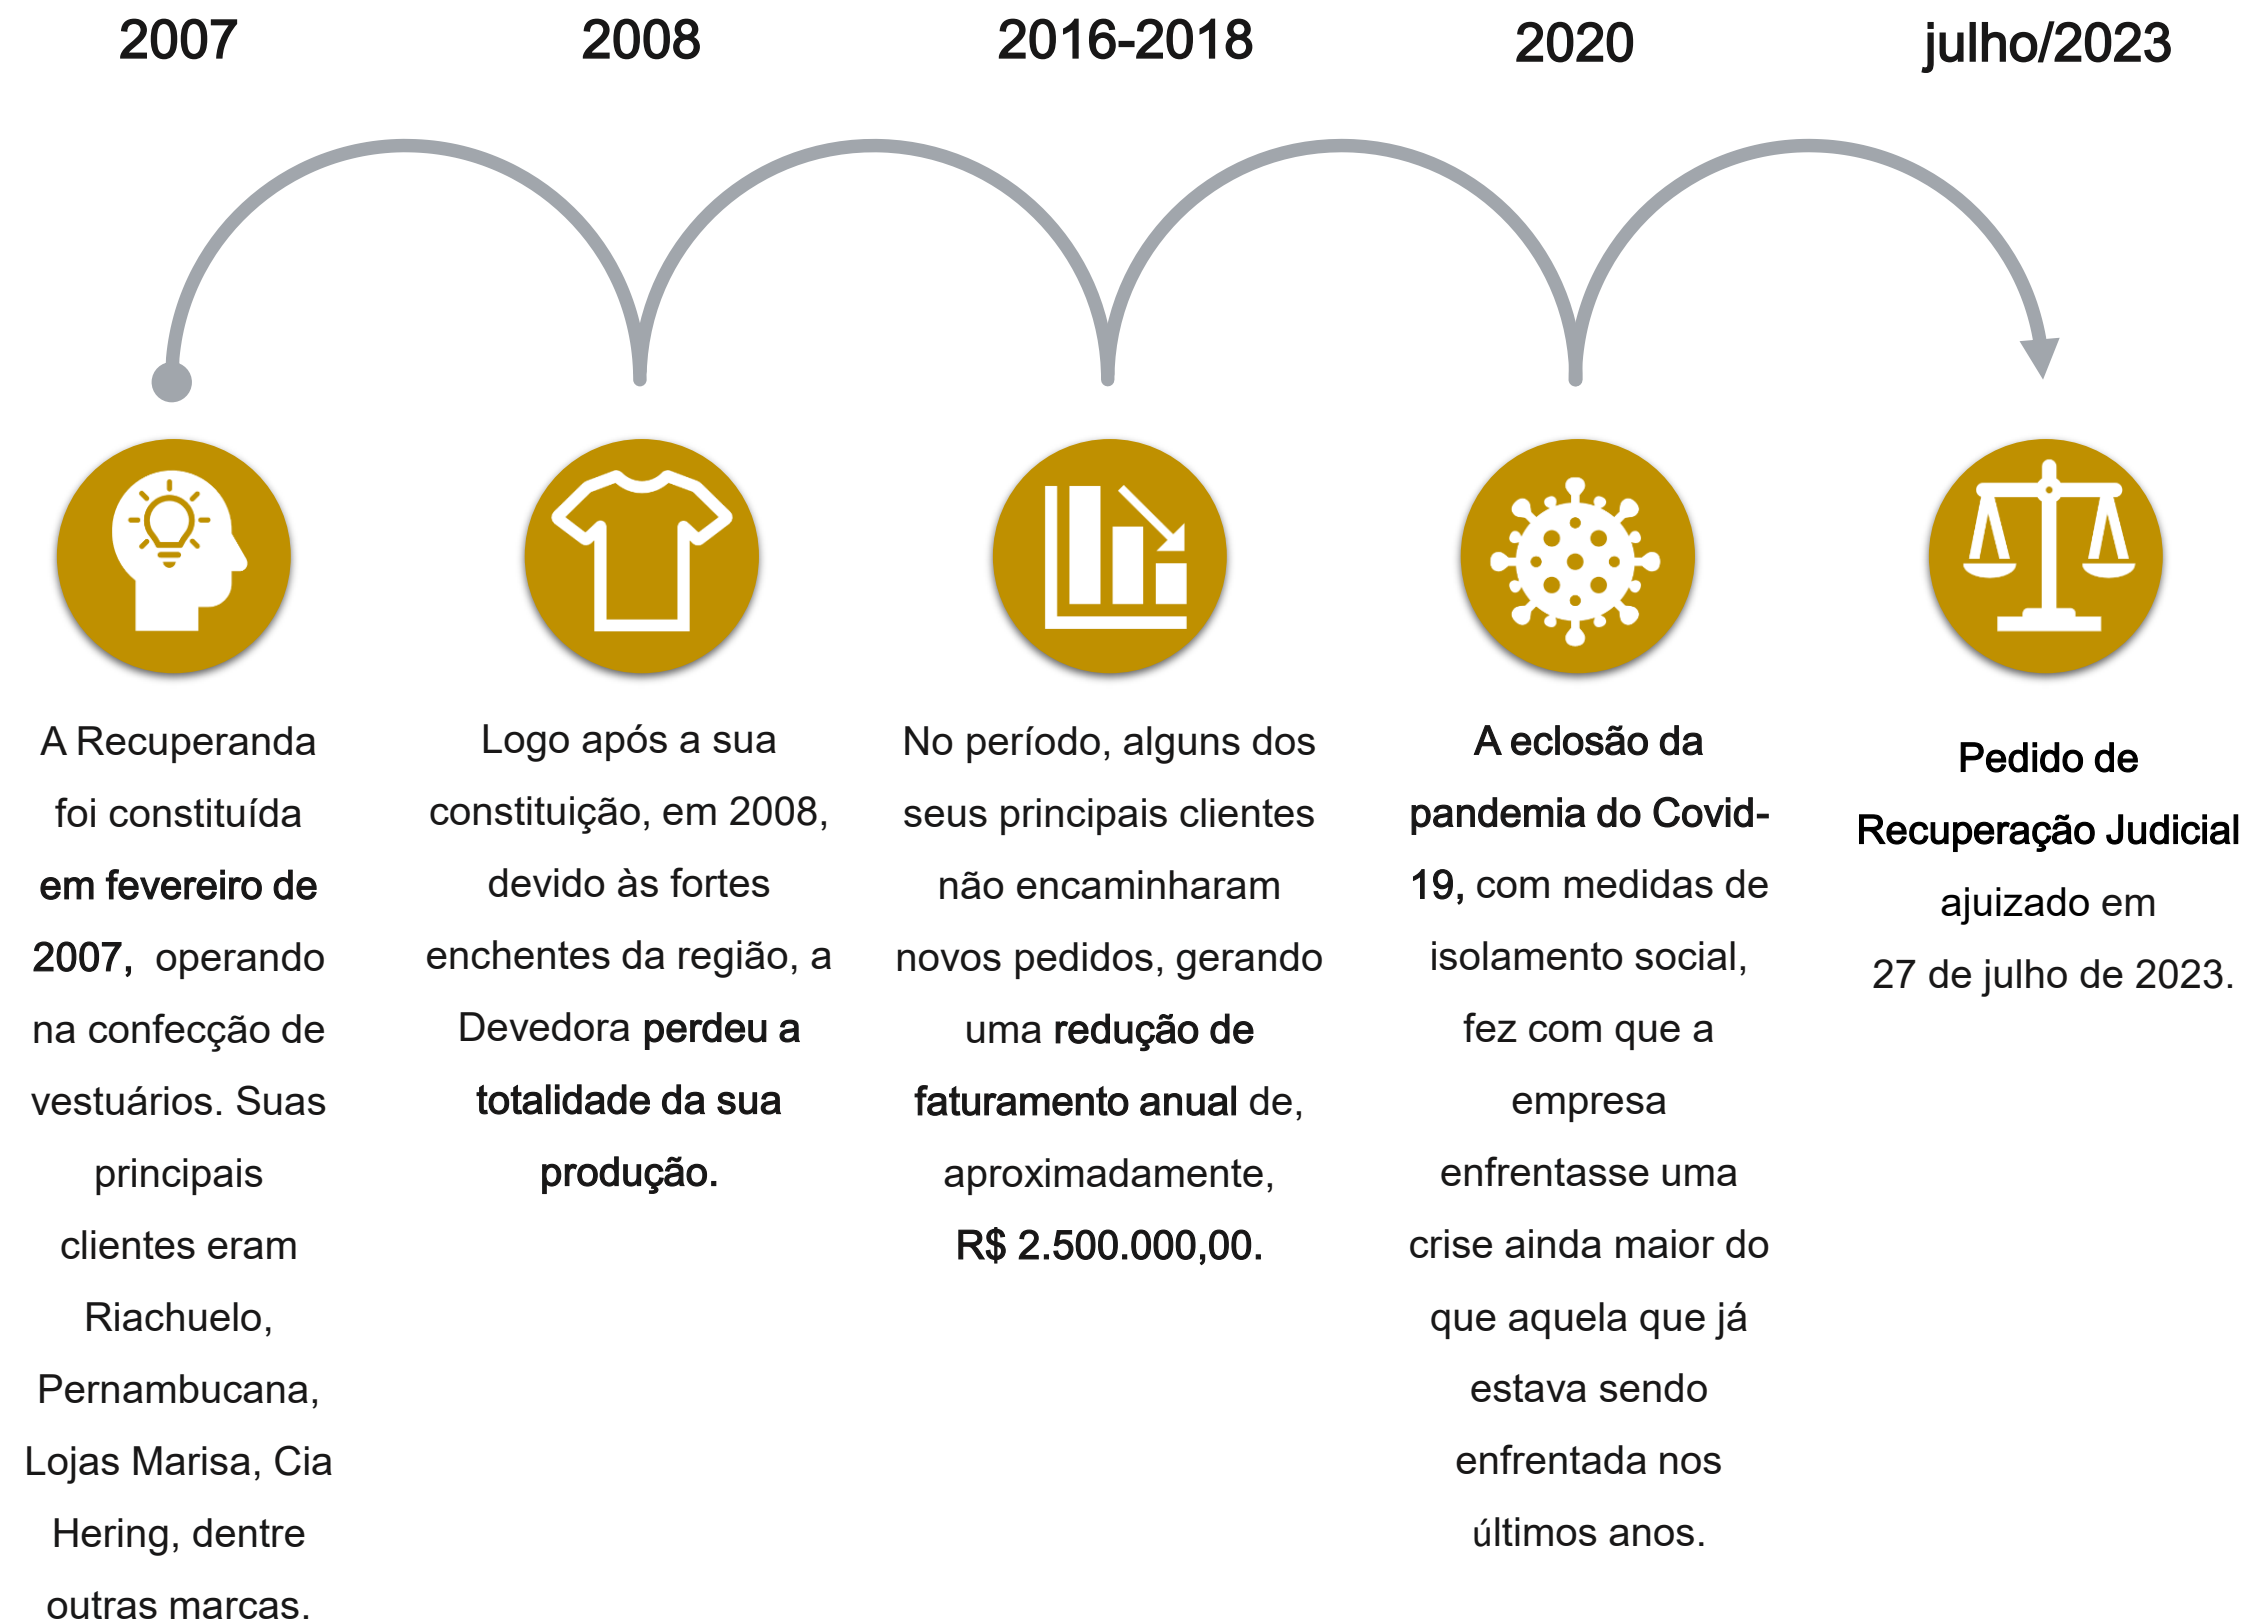 2007
2008
2016-2018
2020
julho/2023
A Recuperanda
foi constituída
em fevereiro de
2007, operando
na confecção de
vestuários. Suas
principais
clientes eram
Riachuelo,
Pernambucana,
Lojas Marisa, Cia
Hering, dentre
outras marcas.
Logo após a sua
constituição, em 2008,
devido às fortes
enchentes da região, a
Devedora perdeu a
totalidade da sua
produção.
No período, alguns dos
seus principais clientes
não encaminharam
novos pedidos, gerando
uma redução de
faturamento anual de,
aproximadamente,
R$ 2.500.000,00.
A eclosão da
pandemia do Covid-
19, com medidas de
isolamento social,
fez com que a
empresa
enfrentasse uma
crise ainda maior do
que aquela que já
estava sendo
enfrentada nos
últimos anos.
Pedido de
Recuperação Judicial
ajuizado em
27 de julho de 2023.